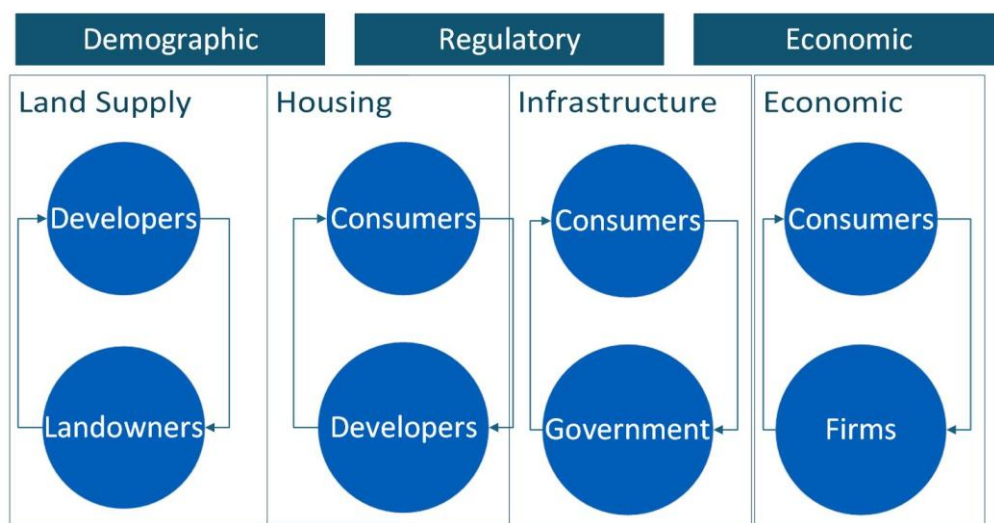 Demographic
Regulatory
Economic
Land Supply
Housing
Infrastructure
Economic
Developers
Consumers
Consumers
Consumers
Landowners
Developers
Government
Firms